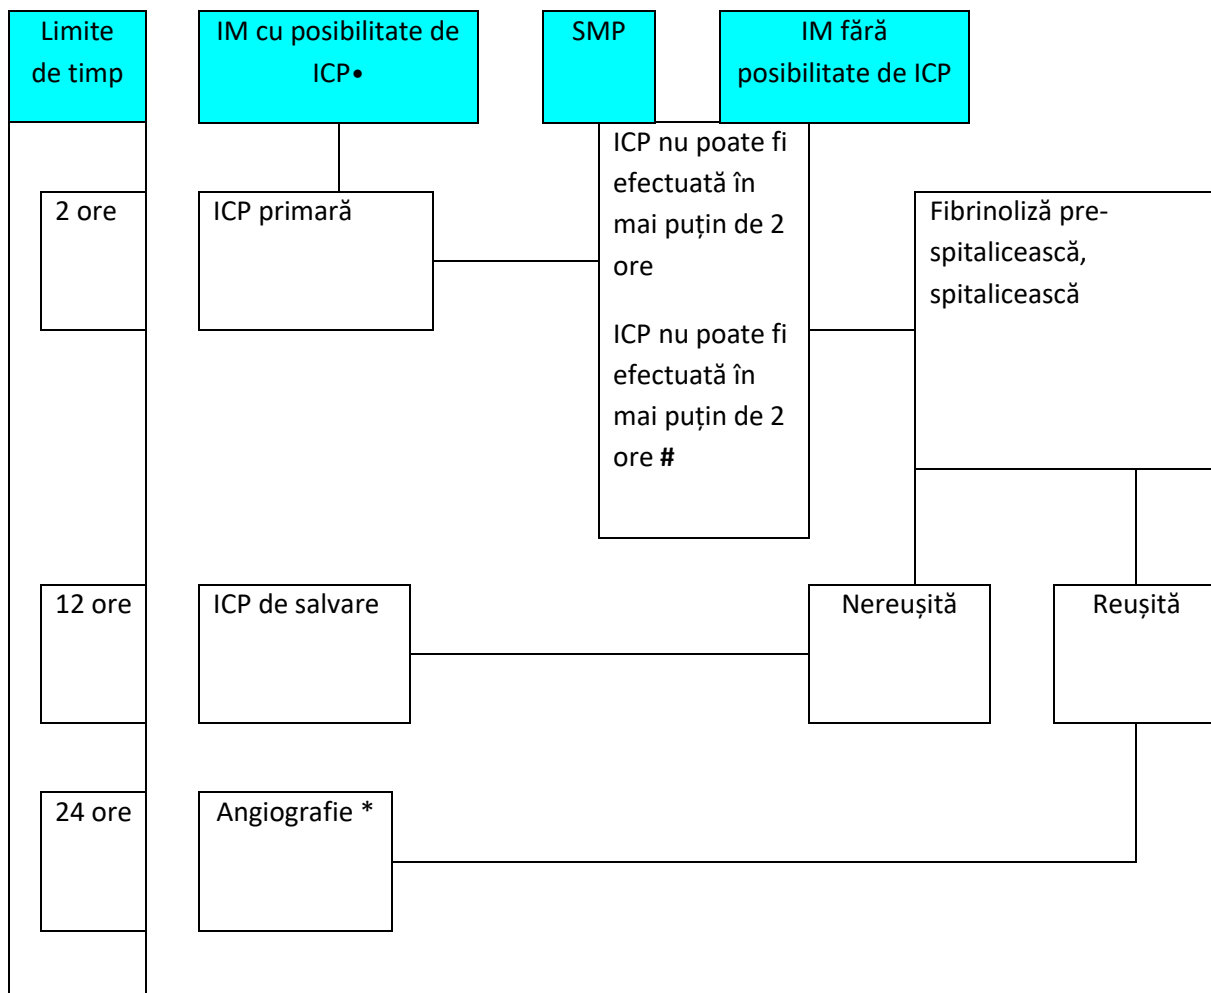 Limite
de timp
IM cu posibilitate de
ICP•
SMP
IM fără
posibilitate de ICP
ICP nu poate fi
efectuată în
mai puțin de 2
ore
ICP nu poate fi
efectuată în
mai puțin de 2
ore #
2 ore
ICP primară
Fibrinoliză pre-
spitalicească,
spitalicească
12 ore
ICP de salvare
Nereușită
Reușită
24 ore
Angiografie *